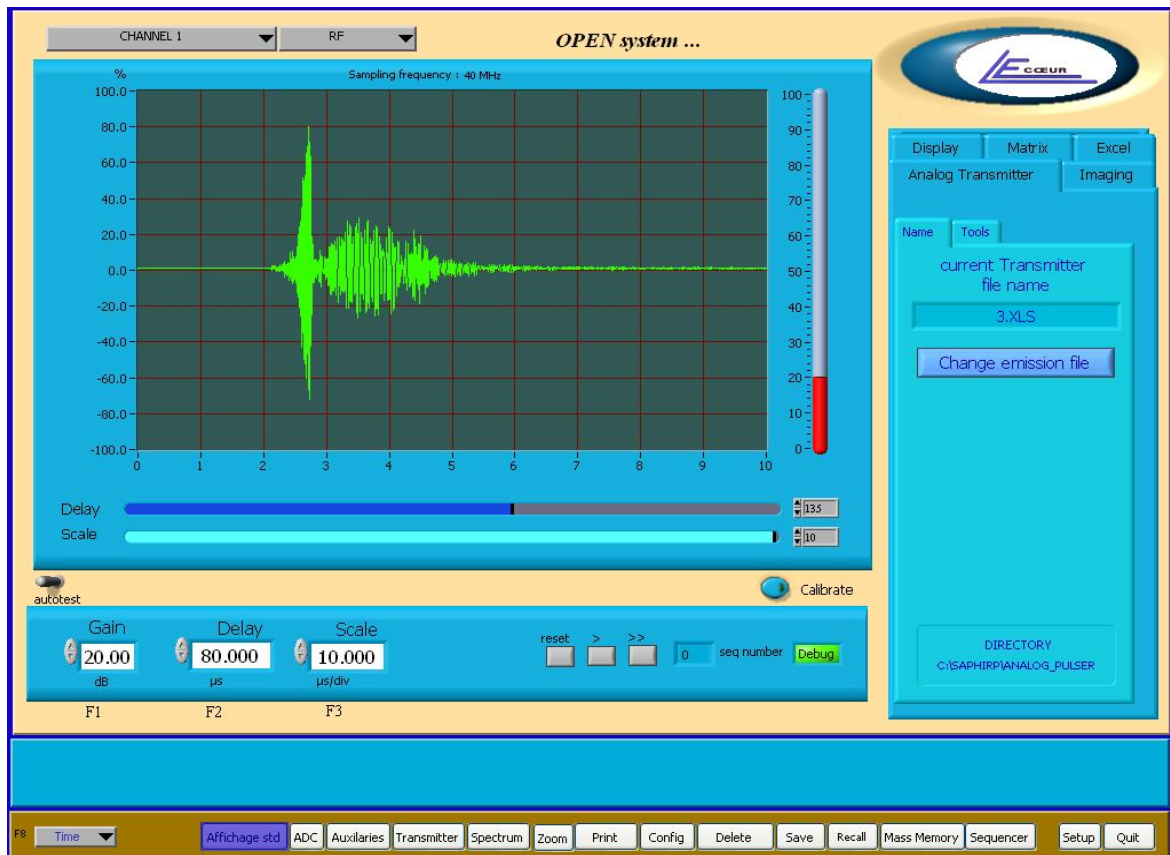 CHANNEL 1
RF
OPEN system ...
LECŒUR
%
Sampling frequency : 40 MHz
100.0
80.0
60.0
40.0
20.0
0.0
-20.0
-40.0
-60.0
-80.0
-100.0
0 1 2 3 4 5 6 7 8 9 10
100
90
80
70
60
50
40
30
20
10
0
Delay 135
Scale 10
autotest
Calibrate
Gain Delay Scale
20.00 80.000 10.000
dB µs µs/div
F1 F2 F3
reset > >>
0 seq number Debug
Display Matrix Excel
Analog Transmitter Imaging
Name Tools
current Transmitter
file name
3.XLS
Change emission file
DIRECTORY
C:\SAPHIRP\ANALOG_PULSER
F8 Time Affichage std ADC Auxilaries Transmitter Spectrum Zoom Print Config Delete Save Recall Mass Memory Sequencer Setup Quit